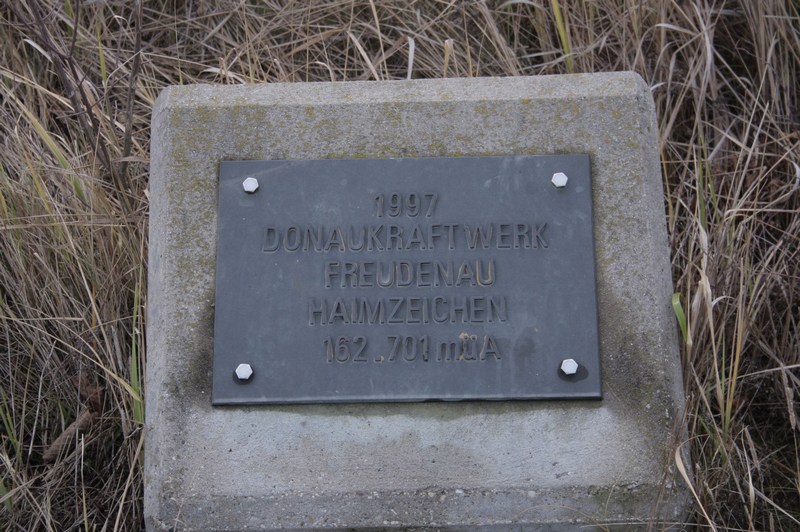 1997
DONAUKRAFTWERK
FREUDENAU
HAIMZEICHEN
162.701 müA